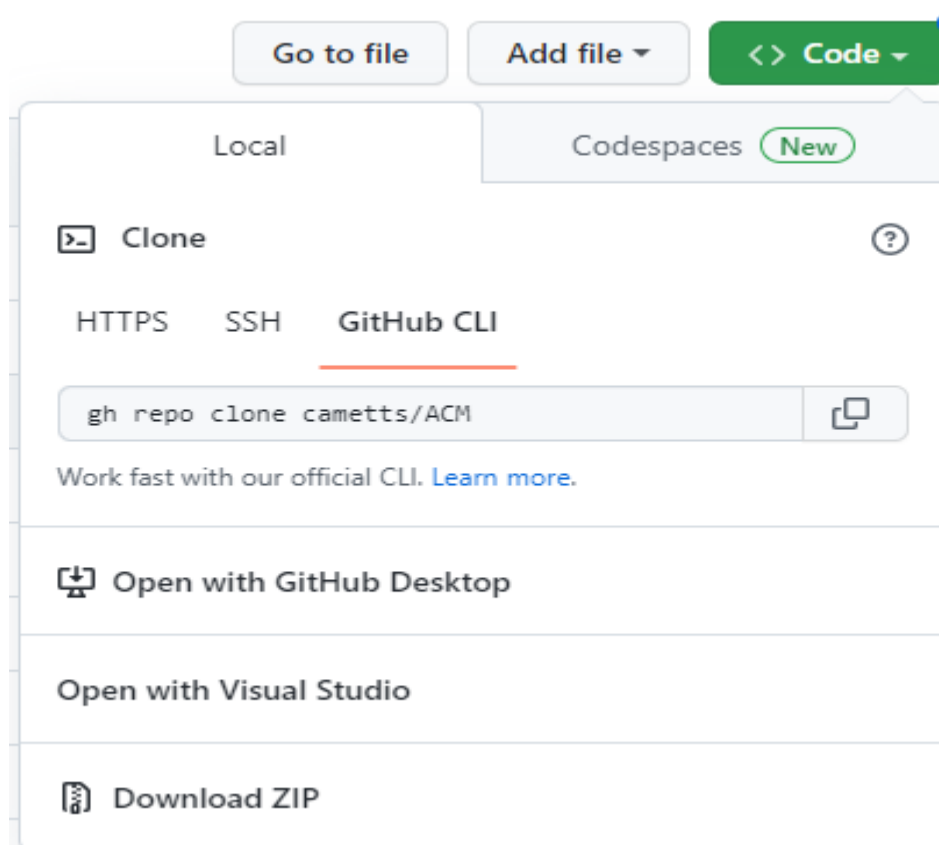 Go to file Add file <> Code
Local Codespaces New
Clone
HTTPS SSH GitHub CLI
gh repo clone cametts/ACM
Work fast with our official CLI. Learn more.
Open with GitHub Desktop
Open with Visual Studio
Download ZIP